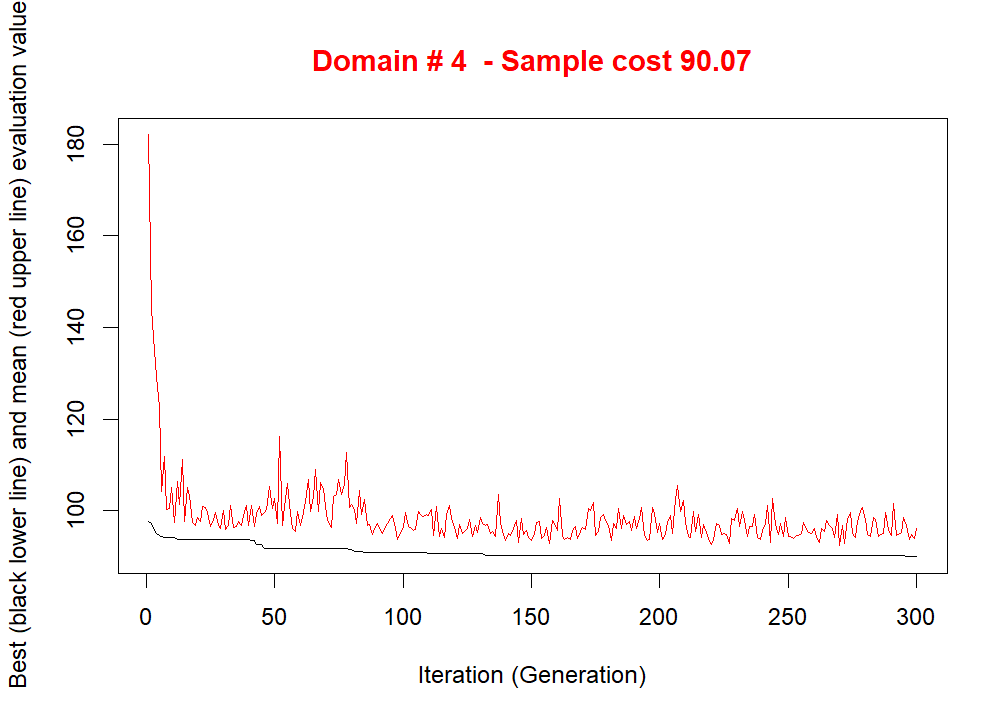 Domain # 4 - Sample cost 90.07
Best (black lower line) and mean (red upper line) evaluation value
180
160
140
120
100
0 50 100 150 200 250 300
Iteration (Generation)